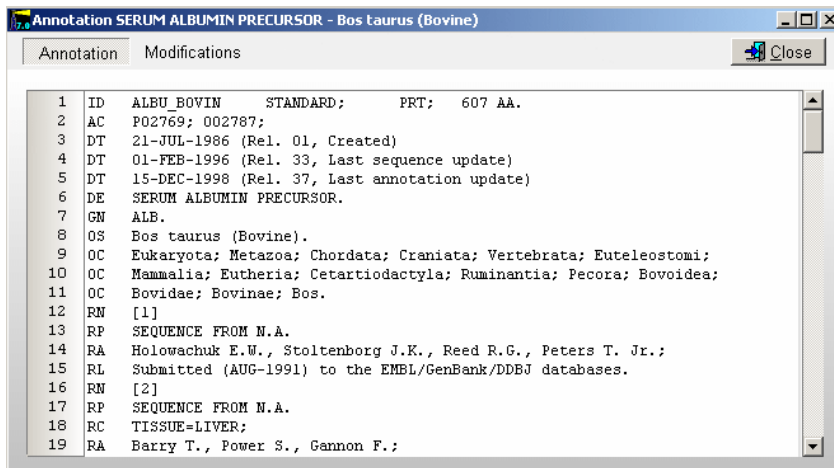 Annotation SERUM ALBUMIN PRECURSOR - Bos taurus (Bovine)
Annotation Modifications Close
1 ID ALBU_BOVIN STANDARD; PRT; 607 AA.
2 AC P02769; O02787;
3 DT 21-JUL-1986 (Rel. 01, Created)
4 DT 01-FEB-1996 (Rel. 33, Last sequence update)
5 DT 15-DEC-1998 (Rel. 37, Last annotation update)
6 DE SERUM ALBUMIN PRECURSOR.
7 GN ALB.
8 OS Bos taurus (Bovine).
9 OC Eukaryota; Metazoa; Chordata; Craniata; Vertebrata; Euteleostomi;
10 OC Mammalia; Eutheria; Cetartiodactyla; Ruminantia; Pecora; Bovoidea;
11 OC Bovidae; Bovinae; Bos.
12 RN [1]
13 RP SEQUENCE FROM N.A.
14 RA Holowachuk E.W., Stoltenborg J.K., Reed R.G., Peters T. Jr.;
15 RL Submitted (AUG-1991) to the EMBL/GenBank/DDBJ databases.
16 RN [2]
17 RP SEQUENCE FROM N.A.
18 RC TISSUE=LIVER;
19 RA Barry T., Power S., Gannon F.;